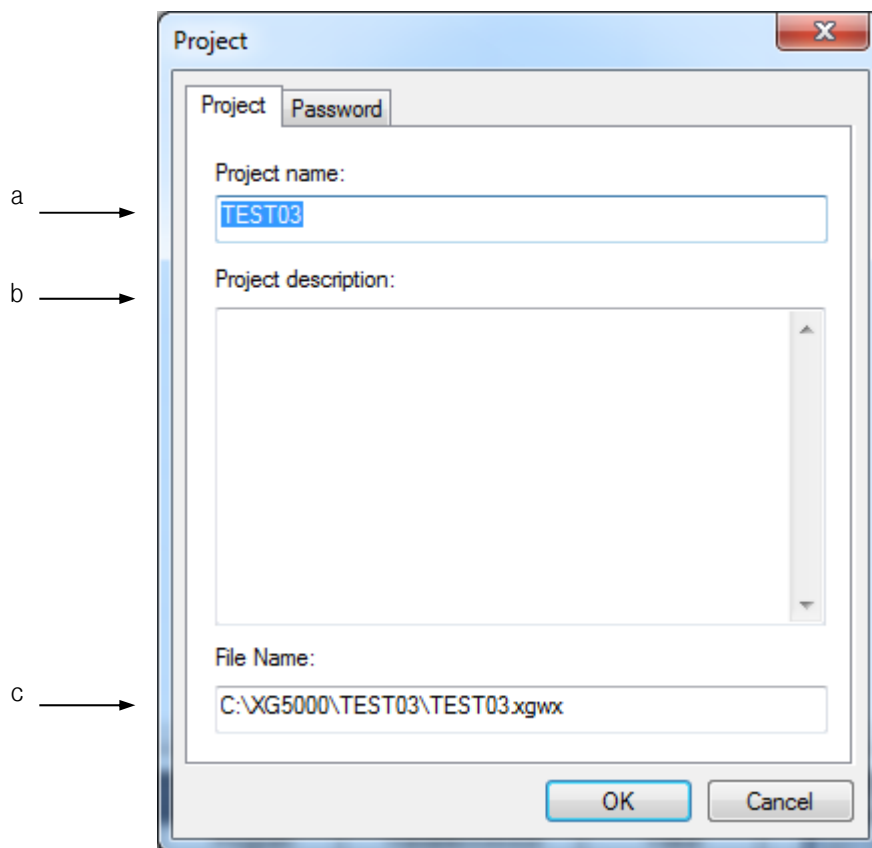 Project
Project Password
Project name:
a
TEST03
Project description:
b
File Name:
c
C:\XG5000\TEST03\TEST03.xgwx
OK Cancel